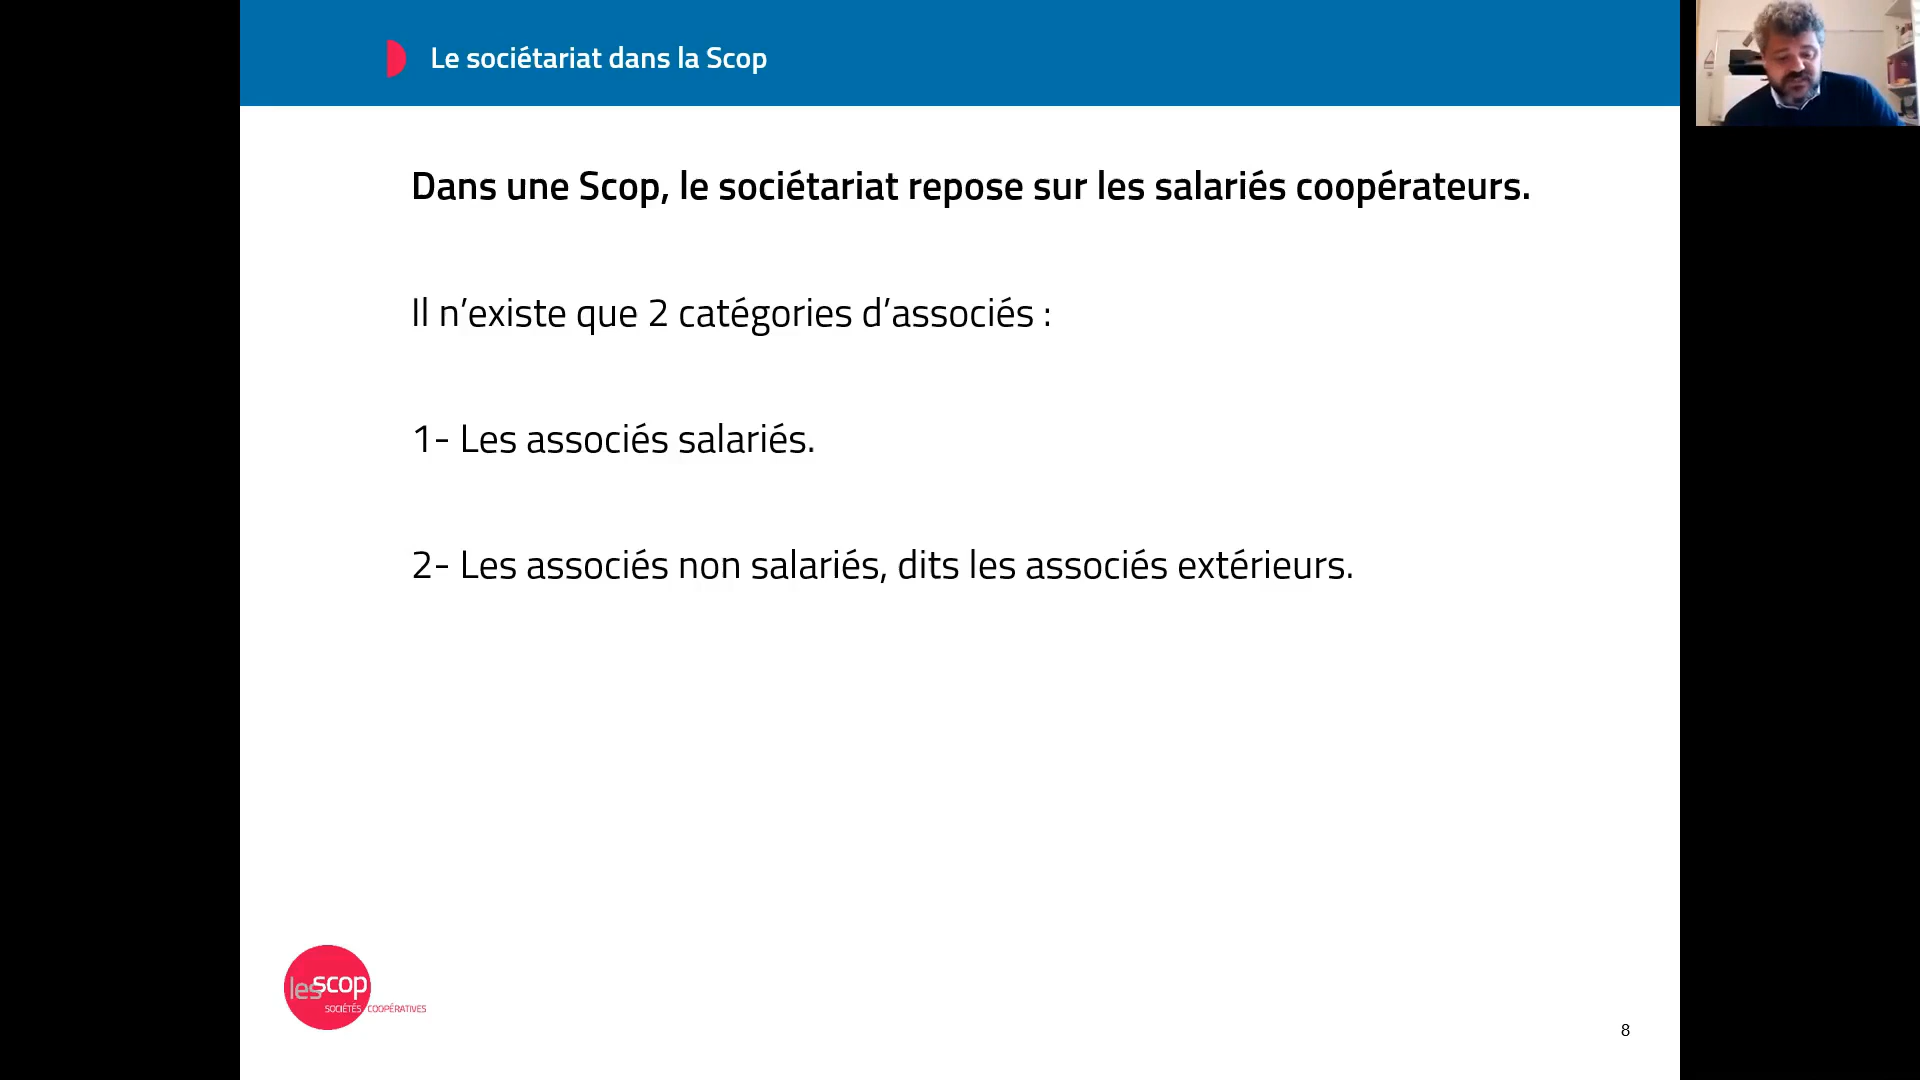 Le sociétariat dans la Scop
Dans une Scop, le sociétariat repose sur les salariés coopérateurs.
Il n’existe que 2 catégories d’associés :
1- Les associés salariés.
2- Les associés non salariés, dits les associés extérieurs.
les scop
SOCIÉTÉS COOPÉRATIVES
8